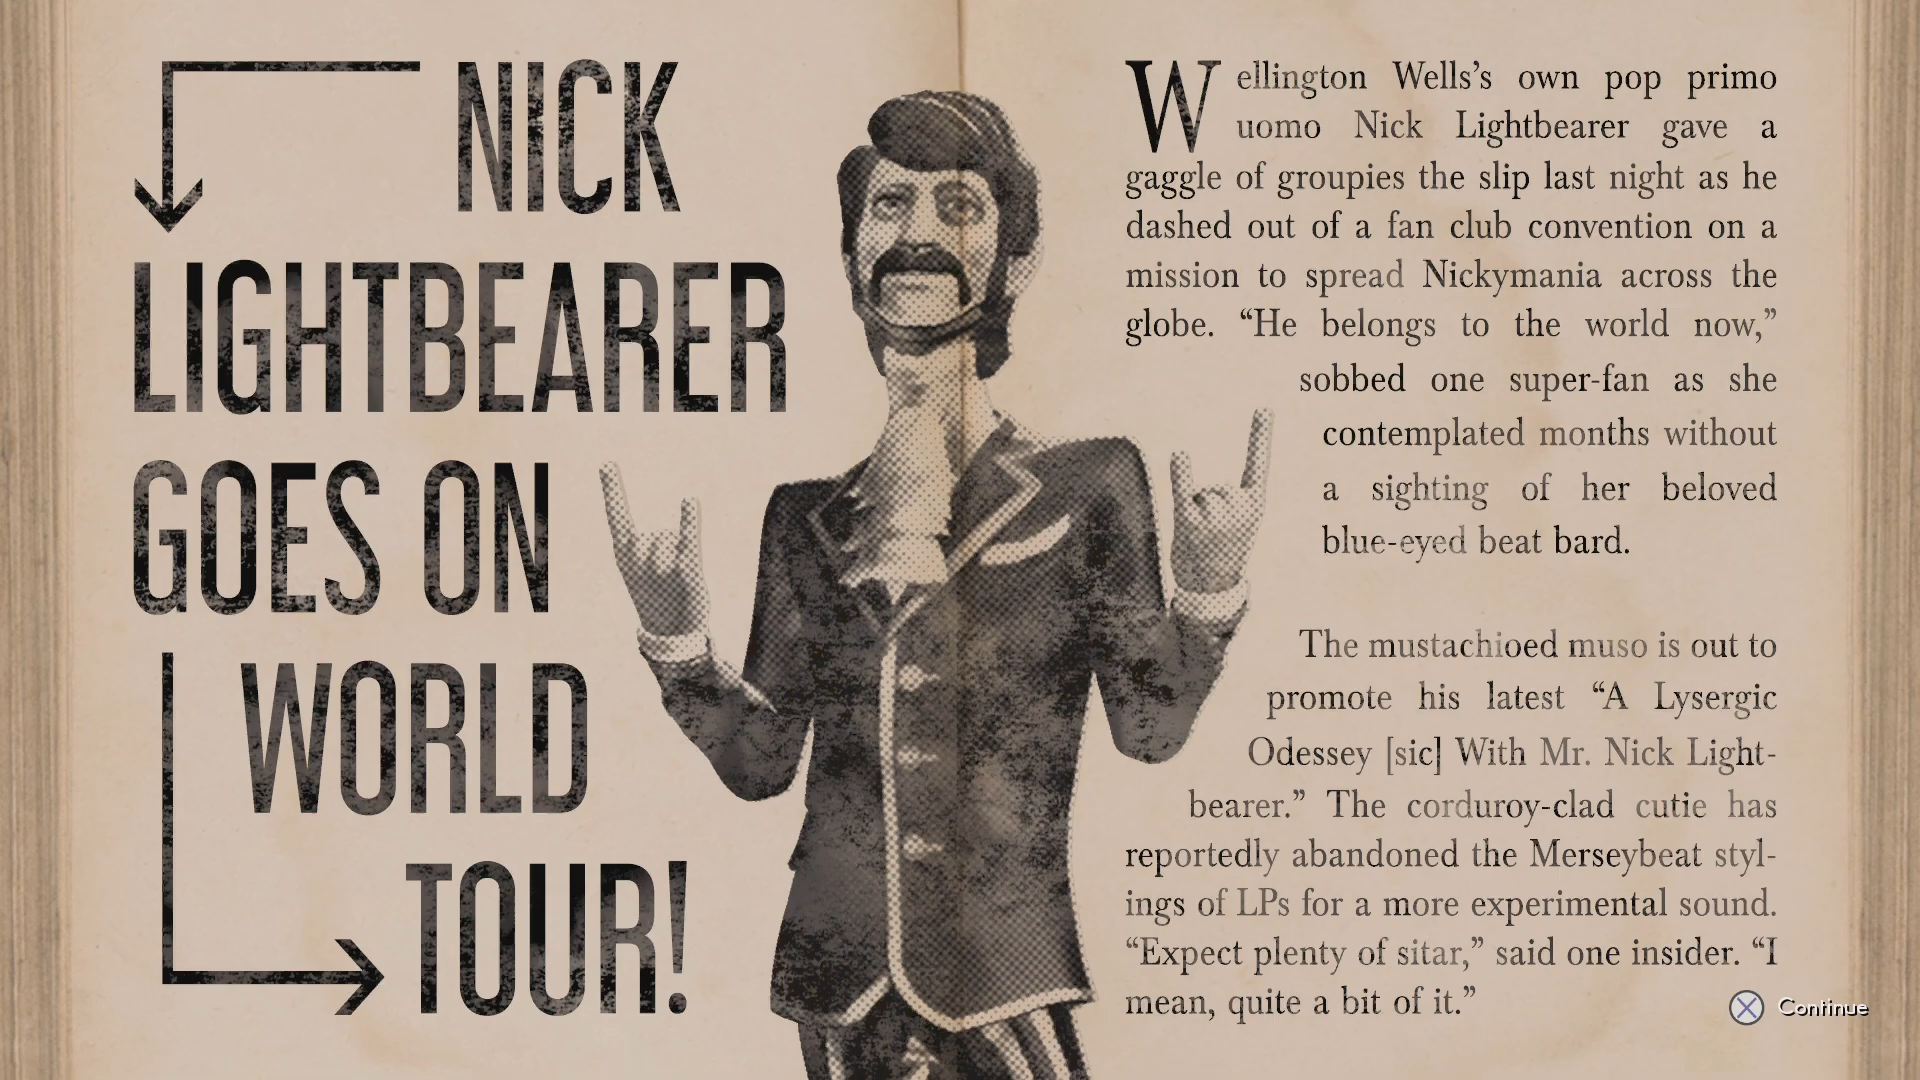 NICK
LIGHTBEARER
GOES ON
WORLD
TOUR!
Wellington Wells’s own pop primo
uomo Nick Lightbearer gave a
gaggle of groupies the slip last night as he
dashed out of a fan club convention on a
mission to spread Nickymania across the
globe. “He belongs to the world now,”
sobbed one super-fan as she
contemplated months without
a sighting of her beloved
blue-eyed beat bard.
The mustachioed muso is out to
promote his latest “A Lysergic
Odessey [sic] With Mr. Nick Light-
bearer.” The corduroy-clad cutie has
reportedly abandoned the Merseybeat styl-
ings of LPs for a more experimental sound.
“Expect plenty of sitar,” said one insider. “I
mean, quite a bit of it.”
Continue